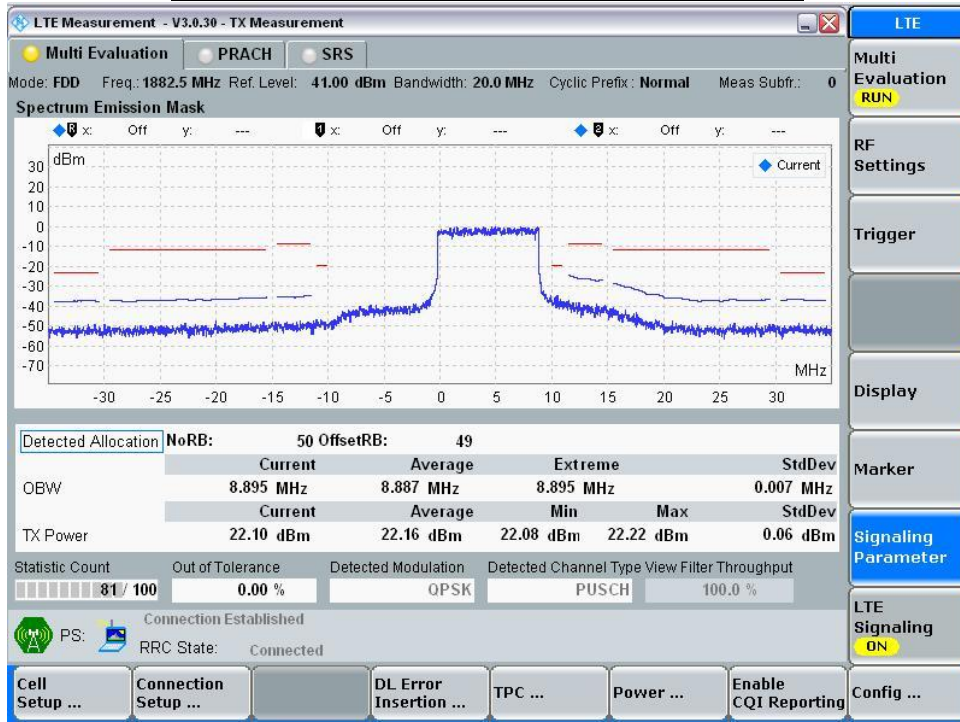 LTE Measurement - V3.0.30 - TX Measurement
LTE
Multi Evaluation PRACH SRS
Multi Evaluation
RUN
Mode: FDD Freq.: 1882.5 MHz Ref. Level: 41.00 dBm Bandwidth: 20.0 MHz Cyclic Prefix: Normal Meas Subfr.: 0
Spectrum Emission Mask
R x: Off y: --- 1 x: Off y: --- 2 x: Off y: ---
dBm
Current
30
20
10
0
-10
-20
-30
-40
-50
-60
-70
MHz
-30 -25 -20 -15 -10 -5 0 5 10 15 20 25 30
RF Settings
Trigger
Display
Marker
Signaling Parameter
LTE Signaling
ON
Detected Allocation NoRB: 50 OffsetRB: 49
Current Average Extreme StdDev
OBW 8.895 MHz 8.887 MHz 8.895 MHz 0.007 MHz
Current Average Min Max StdDev
TX Power 22.10 dBm 22.16 dBm 22.08 dBm 22.22 dBm 0.06 dBm
Statistic Count Out of Tolerance Detected Modulation Detected Channel Type View Filter Throughput
81 / 100 0.00 % QPSK PUSCH 100.0 %
PS: Connection Established
RRC State: Connected
Cell Setup ...
Connection Setup ...
DL Error Insertion ...
TPC ...
Power ...
Enable CQI Reporting
Config ...